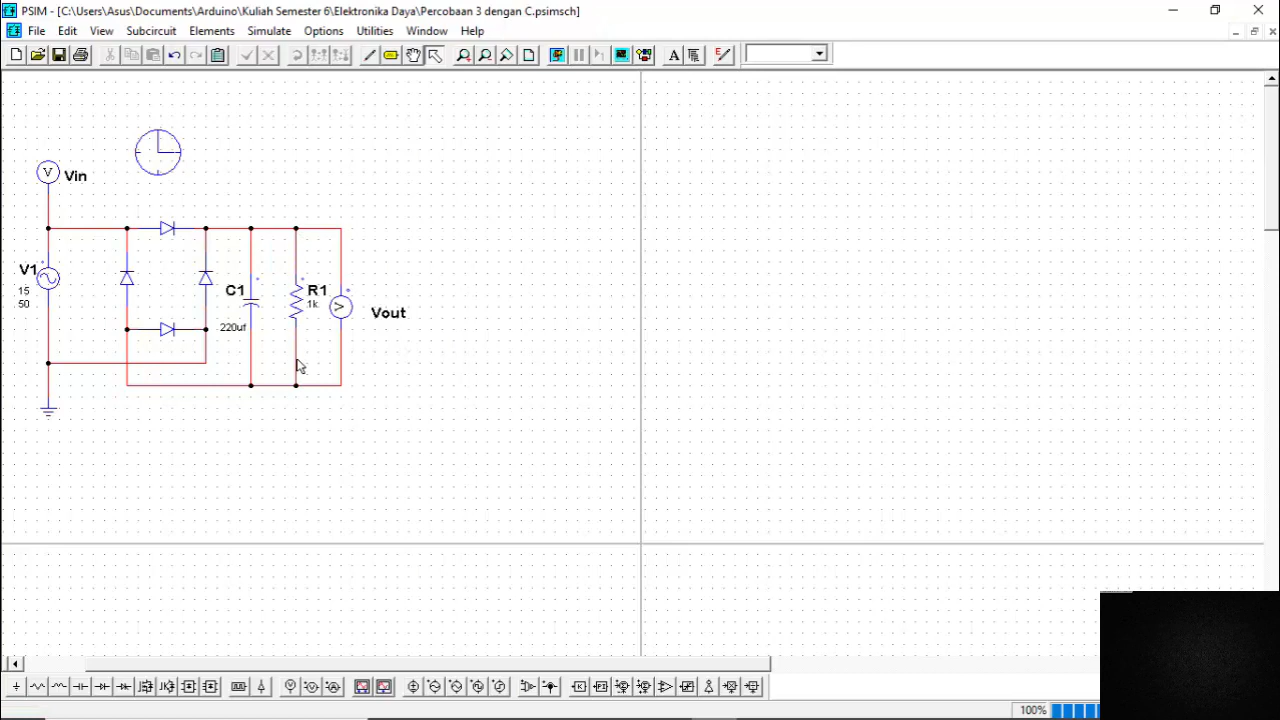 PSIM - [C:\Users\Asus\Documents\Arduino\Kuliah Semester 6\Elektronika Daya\Percobaan 3 dengan C.psimsch]
File Edit View Subcircuit Elements Simulate Options Utilities Window Help
V Vin
V1
15
50
C1
220uf
R1
1k
V
Vout
100%